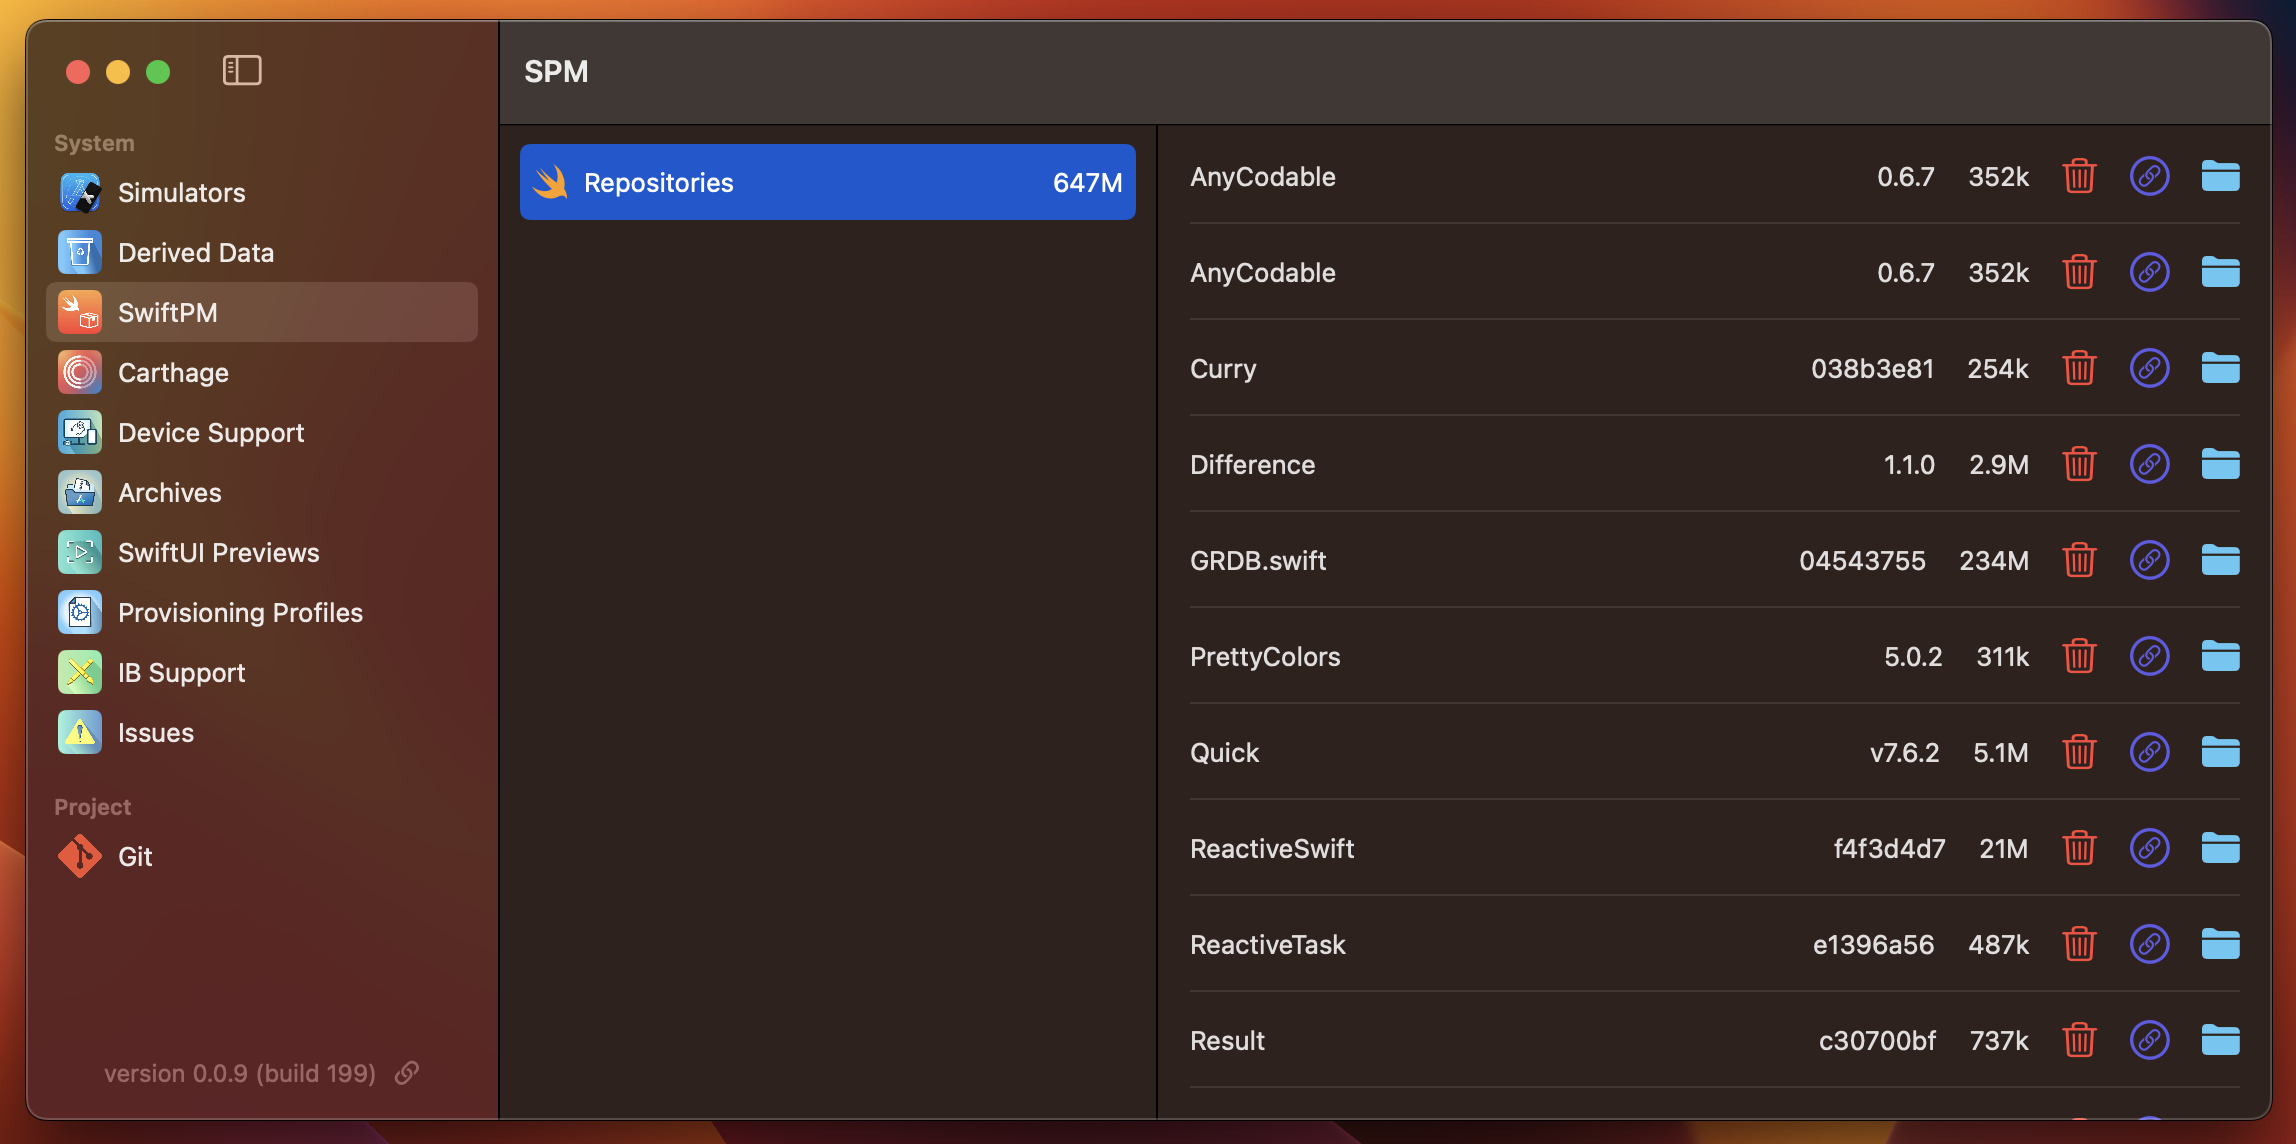 SPM
System
Simulators
Derived Data
SwiftPM
Carthage
Device Support
Archives
SwiftUI Previews
Provisioning Profiles
IB Support
Issues
Project
Git
version 0.0.9 (build 199)
Repositories 647M
AnyCodable 0.6.7 352k
AnyCodable 0.6.7 352k
Curry 038b3e81 254k
Difference 1.1.0 2.9M
GRDB.swift 04543755 234M
PrettyColors 5.0.2 311k
Quick v7.6.2 5.1M
ReactiveSwift f4f3d4d7 21M
ReactiveTask e1396a56 487k
Result c30700bf 737k